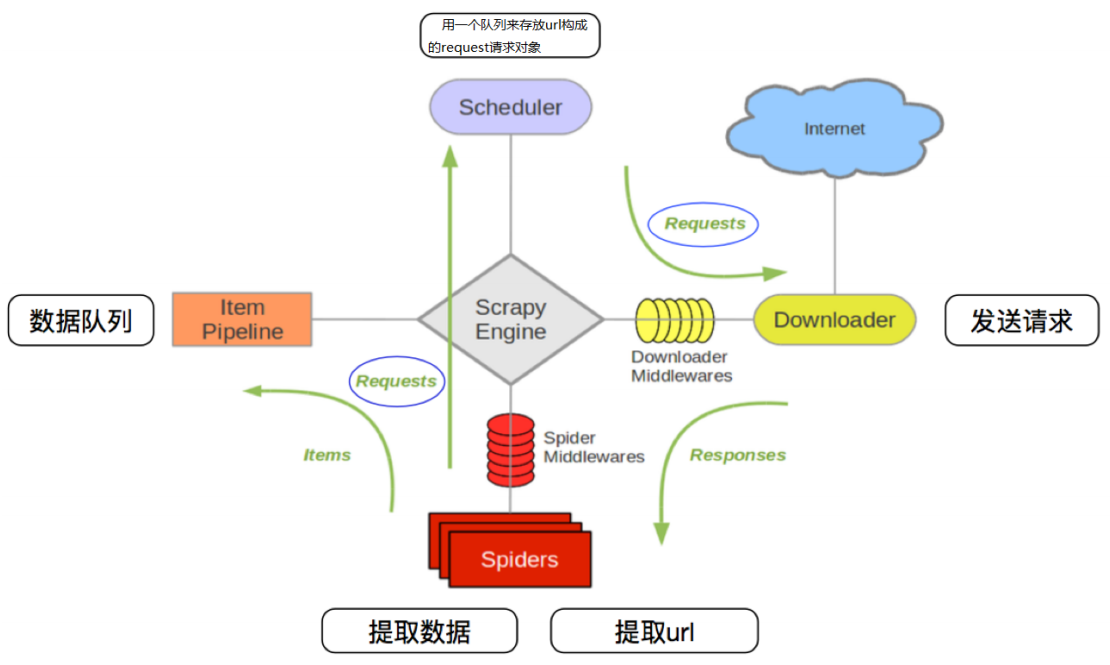 用一个队列来存放url构成
的request请求对象
Scheduler
Internet
Requests
数据队列
Item
Pipeline
Scrapy
Engine
Downloader
发送请求
Downloader
Middlewares
Requests
Items
Spider
Middlewares
Responses
Spiders
提取数据
提取url